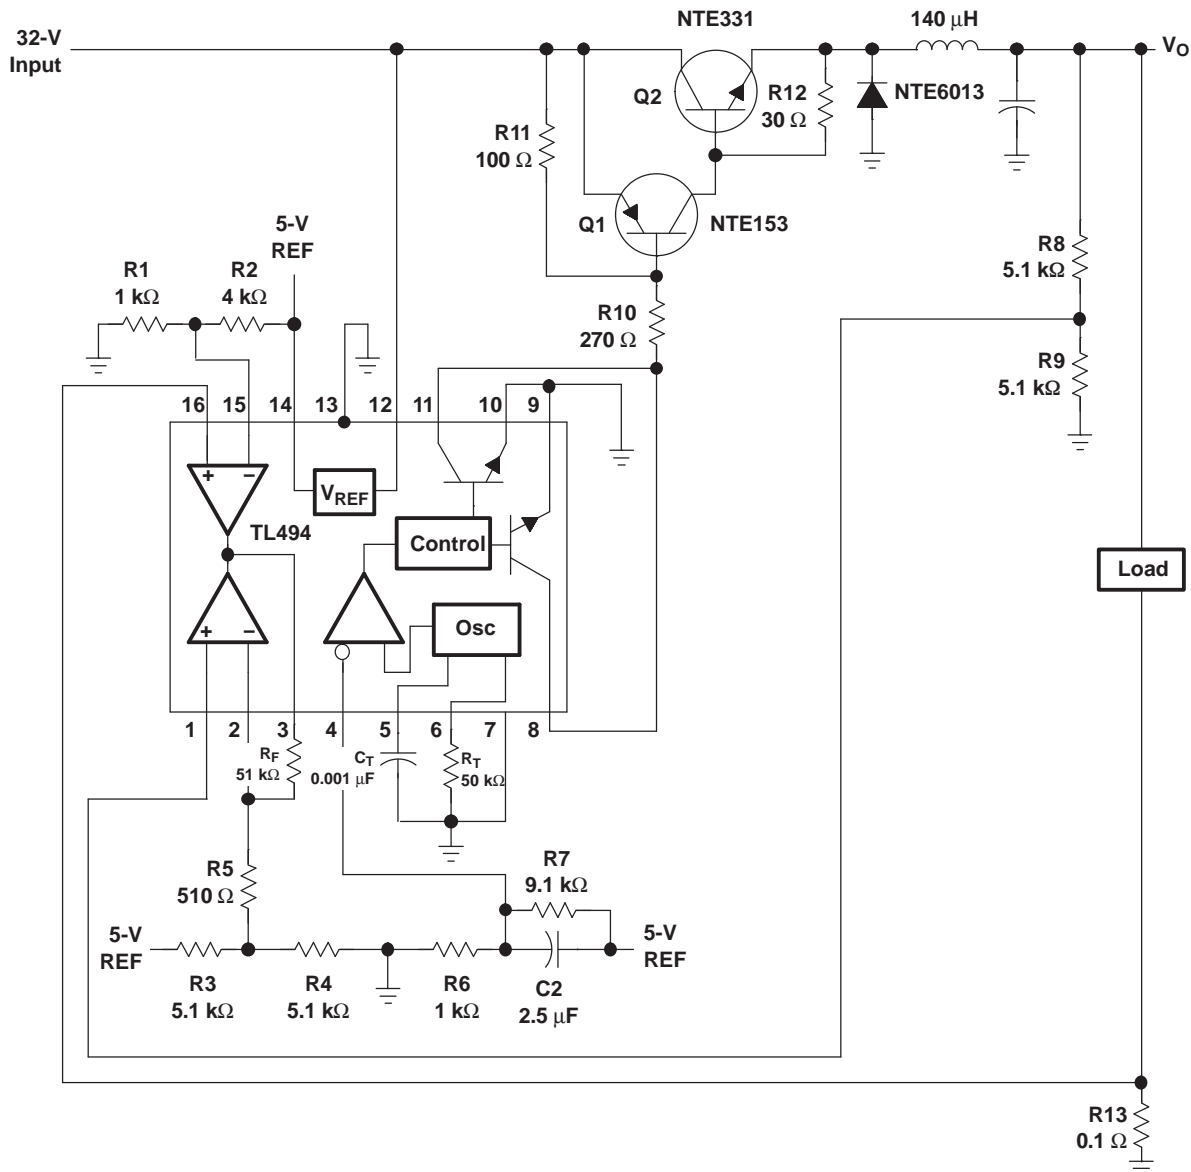 NTE331
140 μH
32-V
Input
VO
Q2
R12
30 Ω
NTE6013
R11
100 Ω
Q1
NTE153
5-V
REF
R8
5.1 kΩ
R1
1 kΩ
R2
4 kΩ
R10
270 Ω
R9
5.1 kΩ
16 15 14 13 12 11 10 9
+ −
VREF
TL494
Control
Load
Osc
+ −
1 2 3 4 5 6 7 8
RF
51 kΩ
CT
0.001 μF
RT
50 kΩ
R5
510 Ω
R7
9.1 kΩ
5-V
REF
5-V
REF
R3
5.1 kΩ
R4
5.1 kΩ
R6
1 kΩ
C2
2.5 μF
R13
0.1 Ω